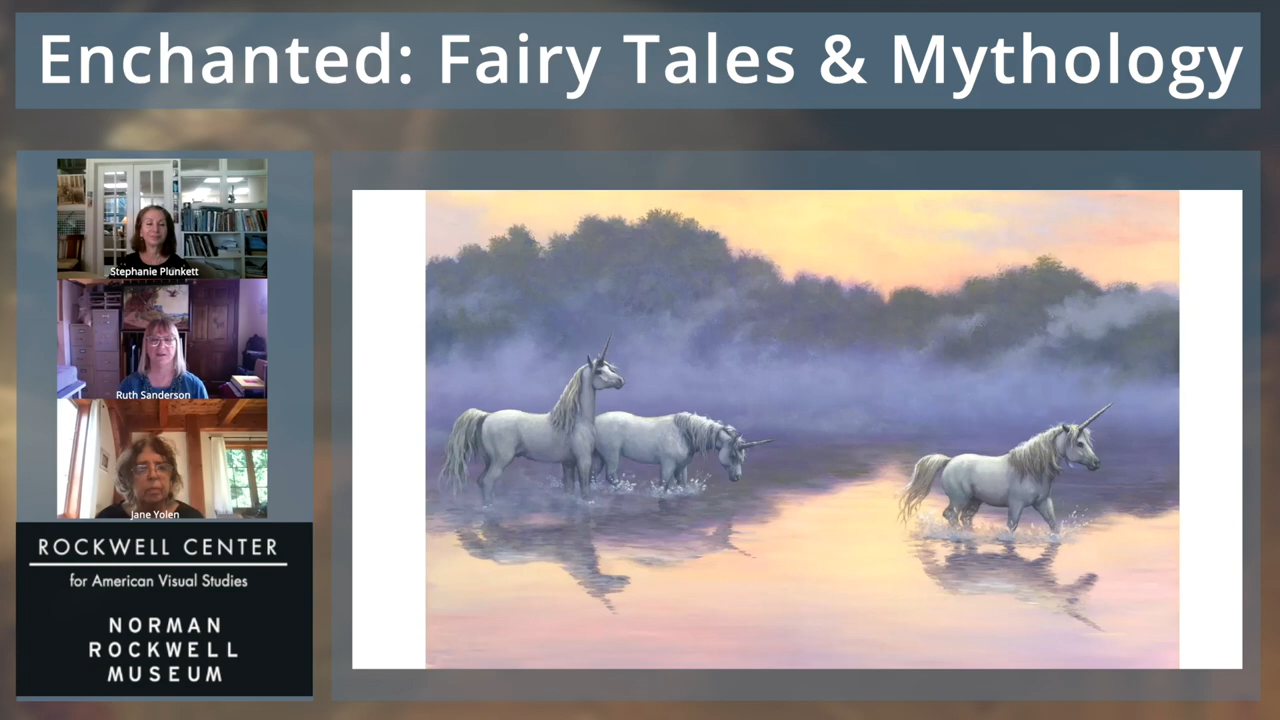 Enchanted: Fairy Tales & Mythology
Stephanie Plunkett
Ruth Sanderson
Jane Yolen
ROCKWELL CENTER
for American Visual Studies
NORMAN
ROCKWELL
MUSEUM